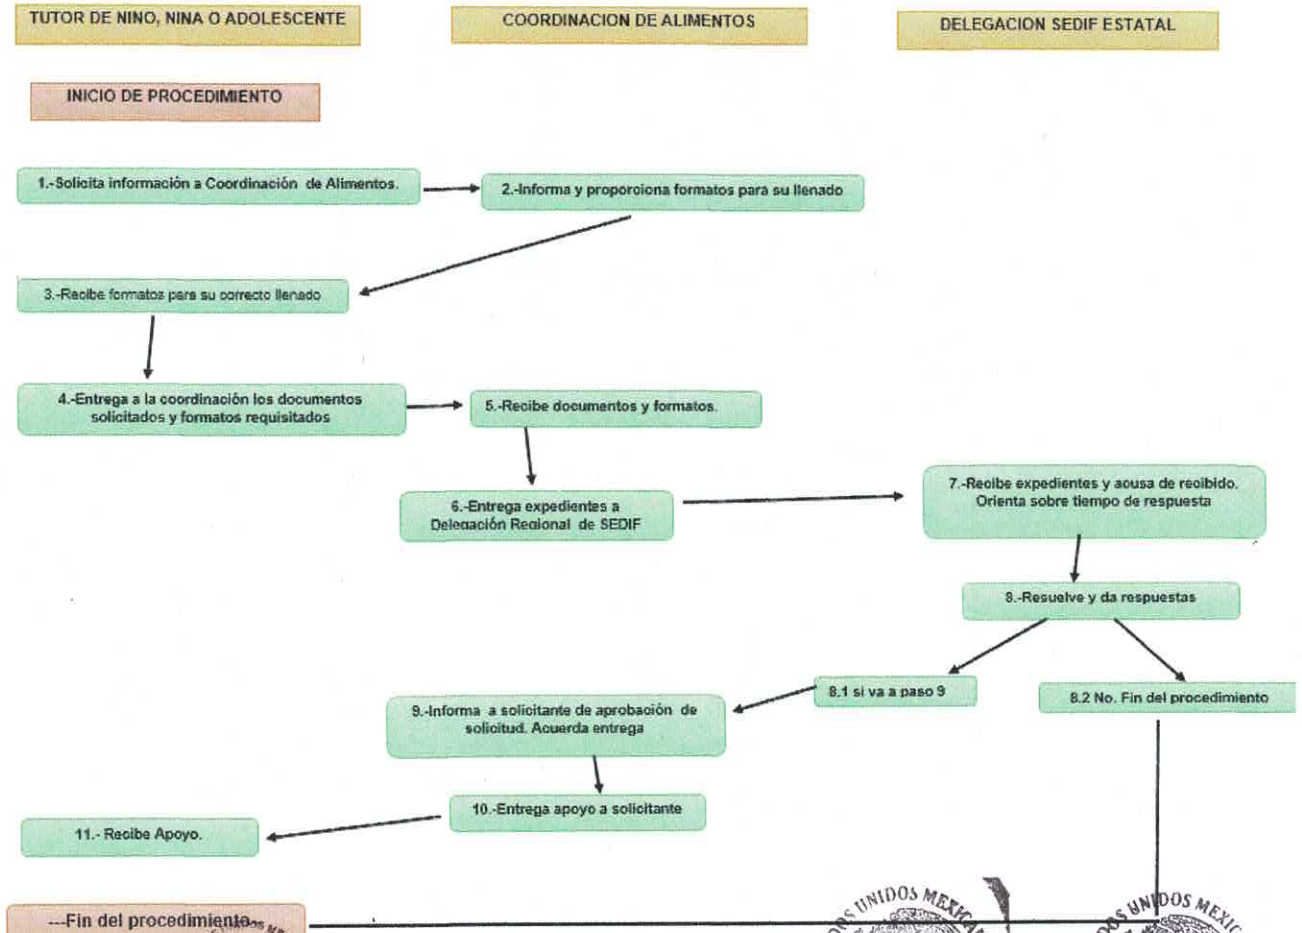 TUTOR DE NINO, NINA O ADOLESCENTE
COORDINACION DE ALIMENTOS
DELEGACION SEDIF ESTATAL
INICIO DE PROCEDIMIENTO
1.-Solicita información a Coordinación de Alimentos.
2.-Informa y proporciona formatos para su llenado
3.-Recibe formatos para su correcto llenado
4.-Entrega a la coordinación los documentos
solicitados y formatos requisitados
5.-Recibe documentos y formatos.
6.-Entrega expedientes a
Delegación Regional de SEDIF
7.-Recibe expedientes y acusa de recibido.
Orienta sobre tiempo de respuesta
8.-Resuelve y da respuestas
8.1 si va a paso 9
8.2 No. Fin del procedimiento
9.-Informa a solicitante de aprobación de
solicitud. Acuerda entrega
10.-Entrega apoyo a solicitante
11.- Recibe Apoyo.
---Fin del procedimiento
UNIDOS MEXIC
UNIDOS MEXIC